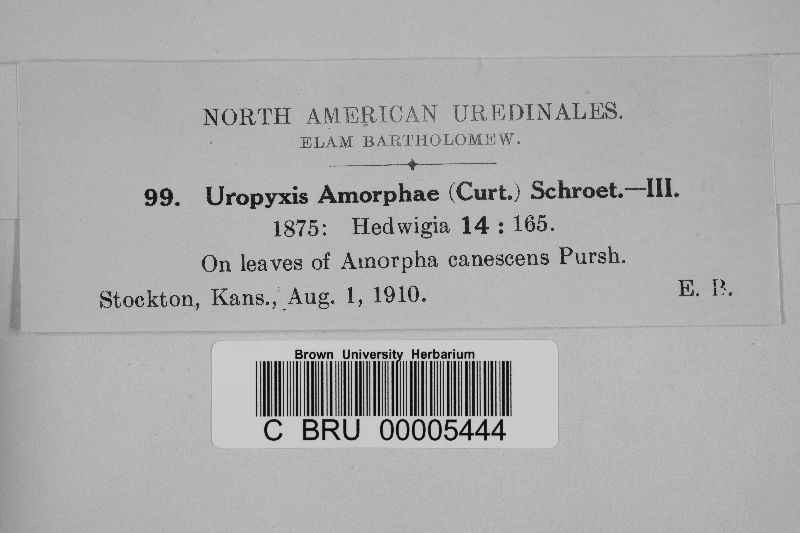 NORTH AMERICAN UREDINALES.
ELAM BARTHOLOMEW.
99. Uropyxis Amorphae (Curt.) Schroet.—III.
1875: Hedwigia 14 : 165.
On leaves of Amorpha canescens Pursh.
Stockton, Kans., Aug. 1, 1910. E. B.
Brown University Herbarium
C BRU 00005444